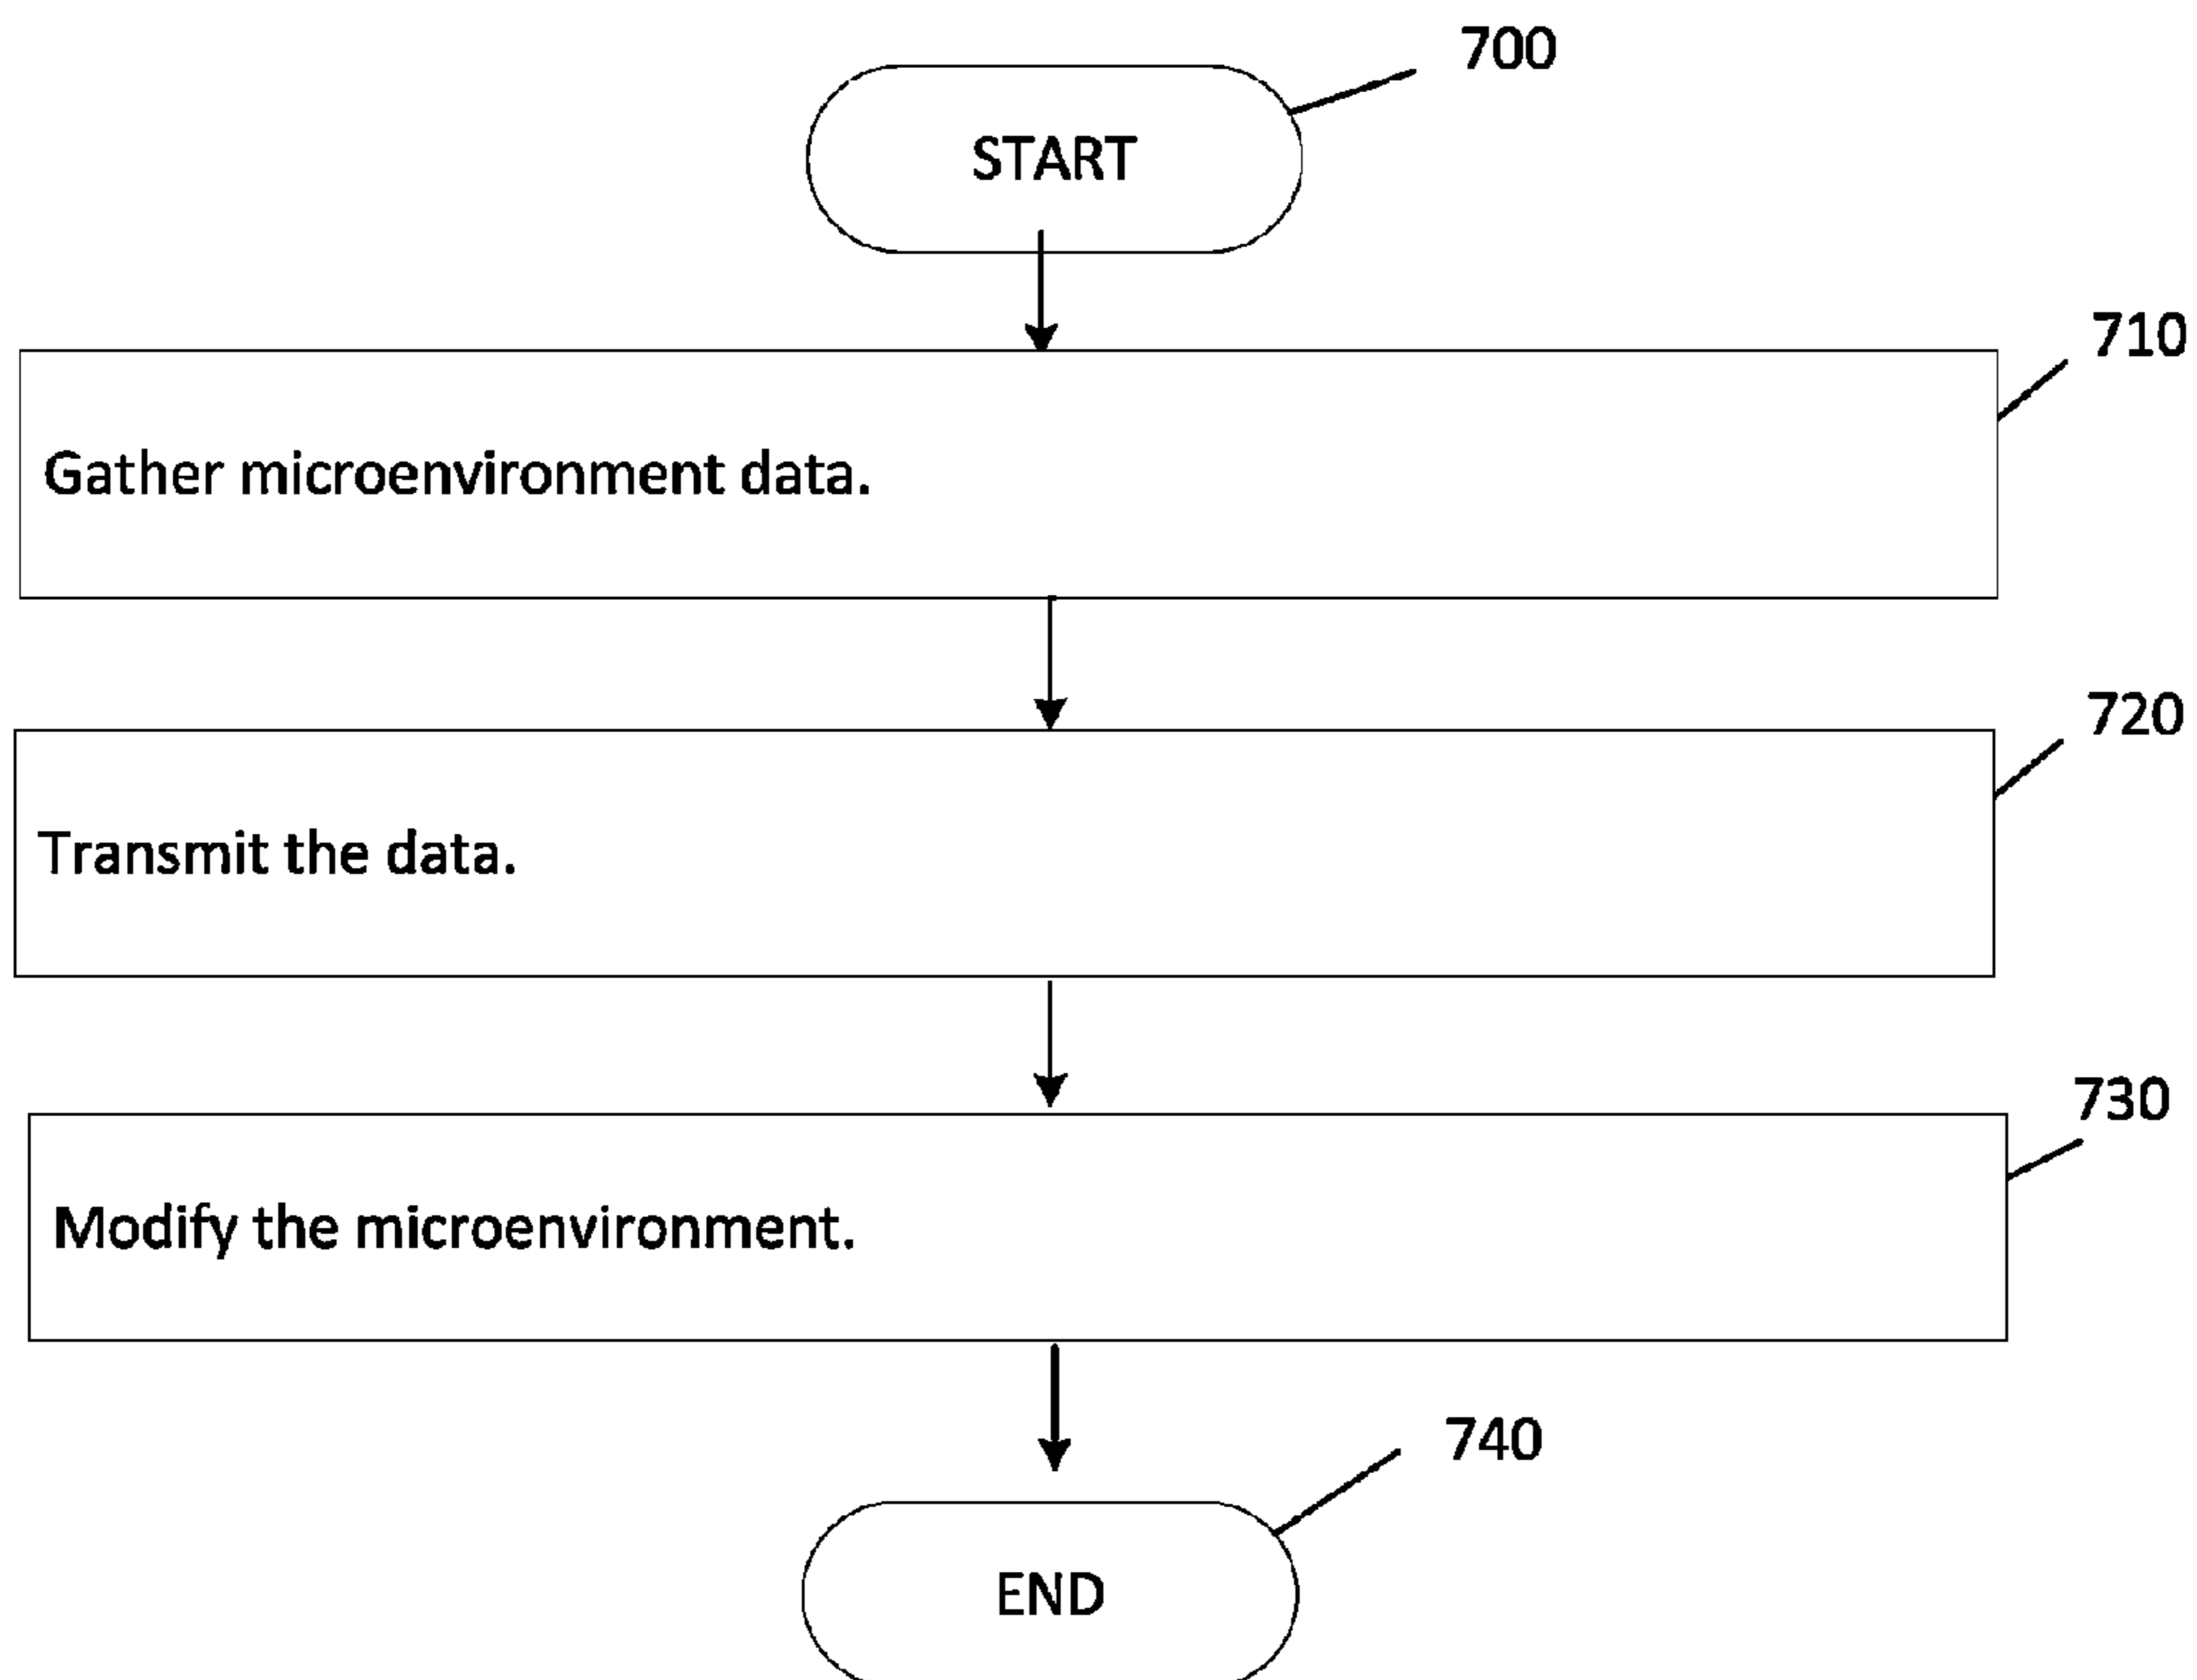 700
START
710
Gather microenvironment data.
720
Transmit the data.
730
Modify the microenvironment.
740
END